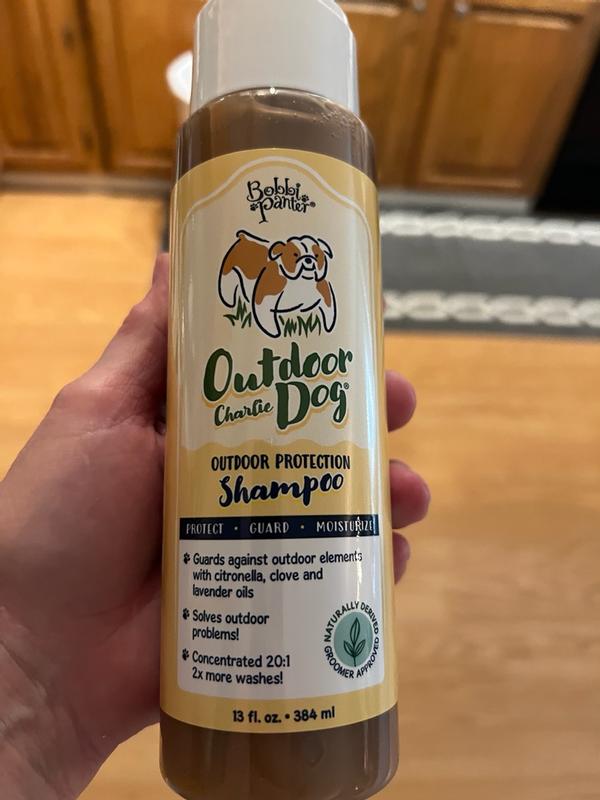 Bobbi
Panter®
Outdoor
Charlie Dog®
OUTDOOR PROTECTION
Shampoo
PROTECT • GUARD • MOISTURIZE
Guards against outdoor elements
with citronella, clove and
lavender oils
Solves outdoor
problems!
Concentrated 20:1
2x more washes!
NATURALLY DERIVED
GROOMER APPROVED
13 fl. oz. • 384 ml